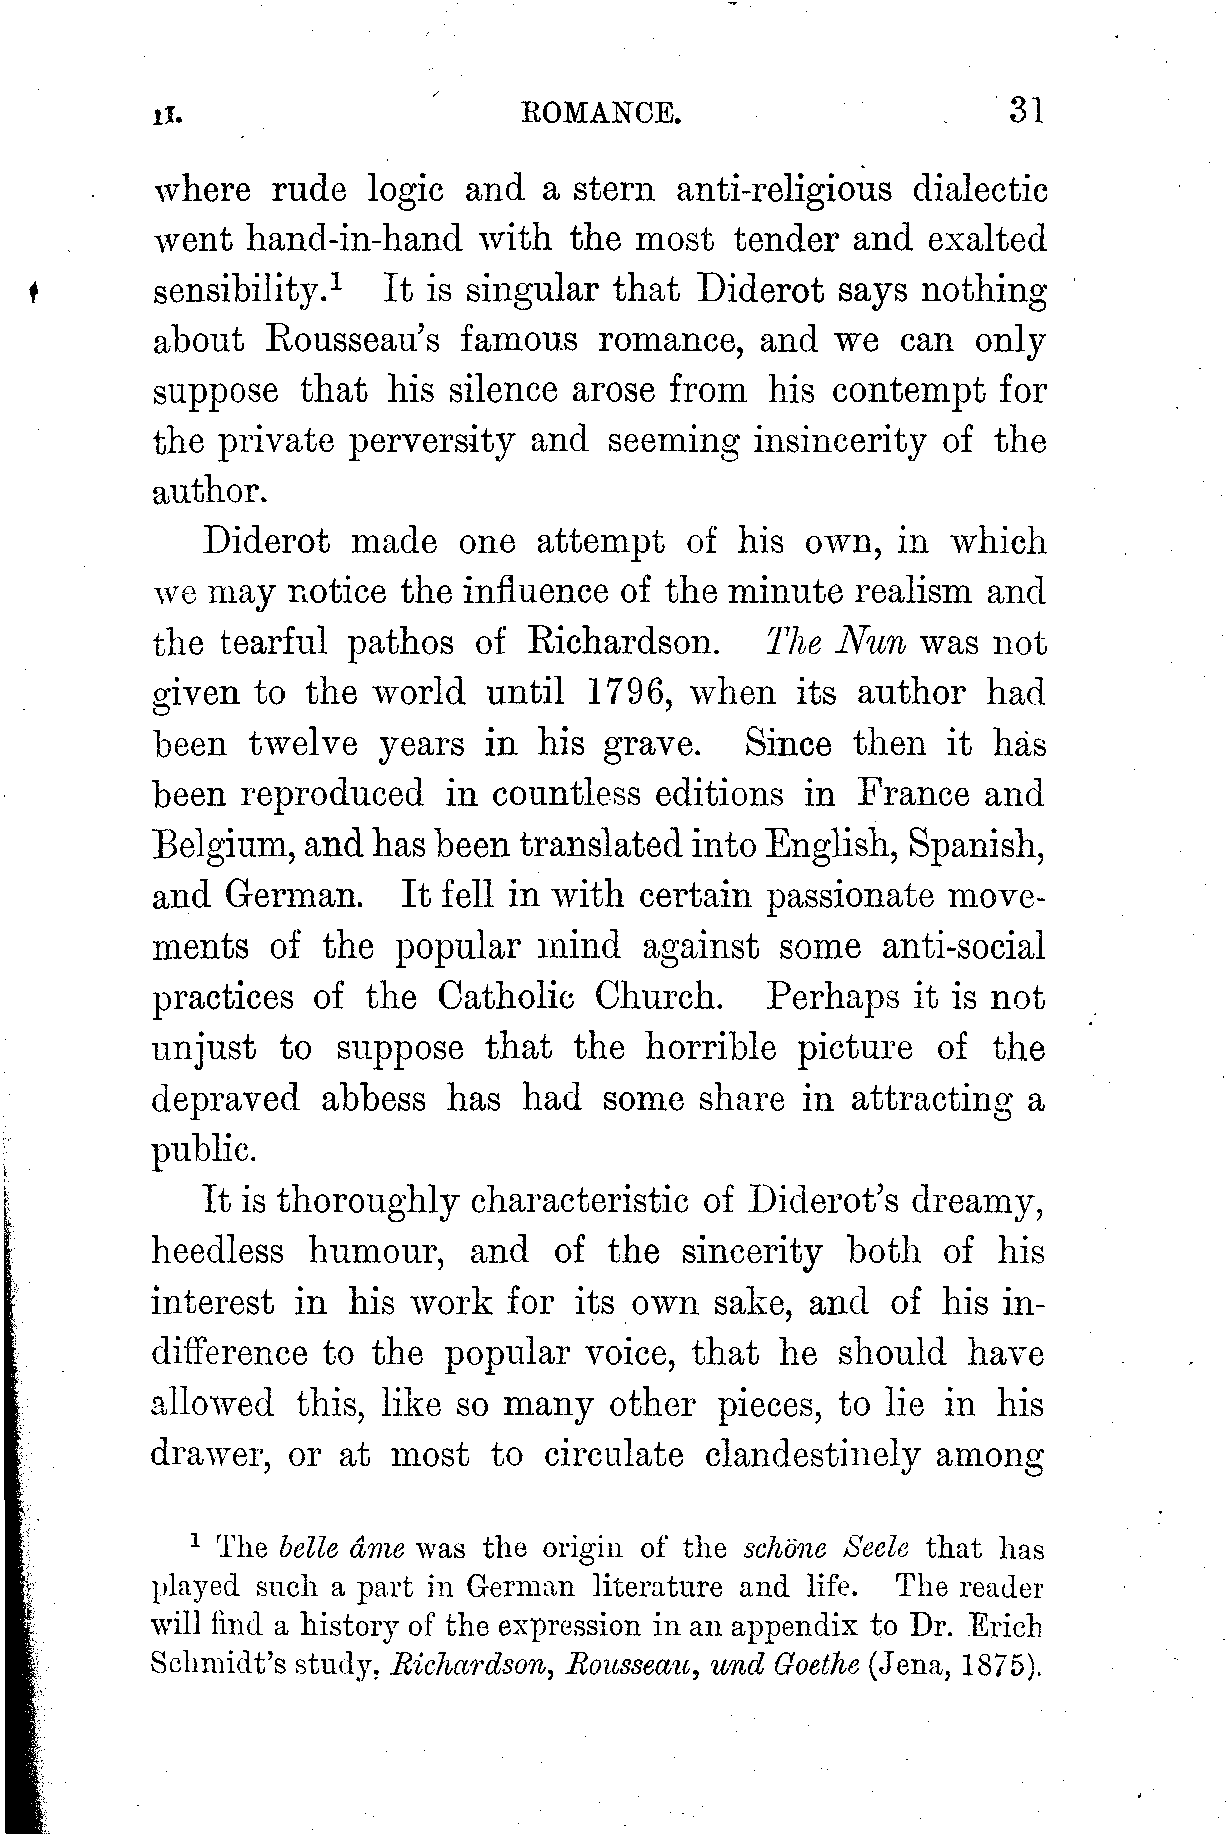 II. ROMANCE. 31
where rude logic and a stern anti-religious dialectic
went hand-in-hand with the most tender and exalted
sensibility.¹ It is singular that Diderot says nothing
about Rousseau's famous romance, and we can only
suppose that his silence arose from his contempt for
the private perversity and seeming insincerity of the
author.
Diderot made one attempt of his own, in which
we may notice the influence of the minute realism and
the tearful pathos of Richardson. The Nun was not
given to the world until 1796, when its author had
been twelve years in his grave. Since then it has
been reproduced in countless editions in France and
Belgium, and has been translated into English, Spanish,
and German. It fell in with certain passionate move-
ments of the popular mind against some anti-social
practices of the Catholic Church. Perhaps it is not
unjust to suppose that the horrible picture of the
depraved abbess has had some share in attracting a
public.
It is thoroughly characteristic of Diderot's dreamy,
heedless humour, and of the sincerity both of his
interest in his work for its own sake, and of his in-
difference to the popular voice, that he should have
allowed this, like so many other pieces, to lie in his
drawer, or at most to circulate clandestinely among
¹ The belle âme was the origin of the schöne Seele that has
played such a part in German literature and life. The reader
will find a history of the expression in an appendix to Dr. Erich
Schmidt's study, Richardson, Rousseau, und Goethe (Jena, 1875).